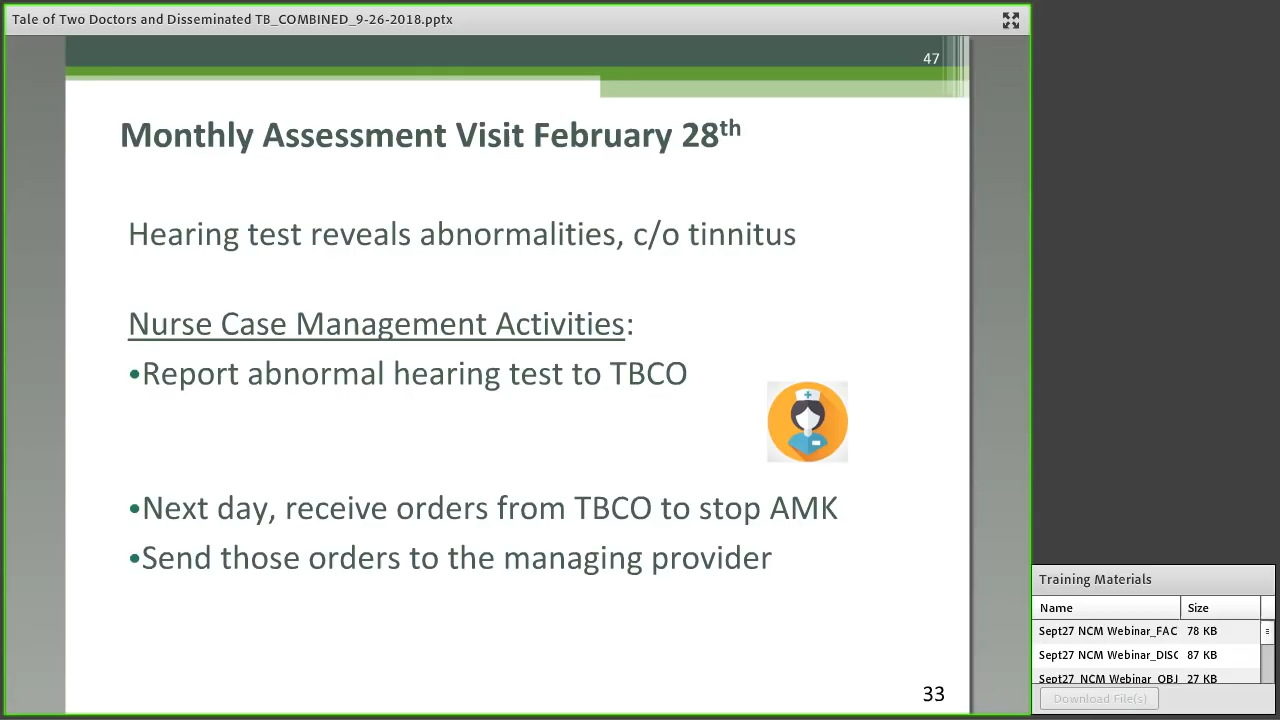 Tale of Two Doctors and Disseminated TB_COMBINED_9-26-2018.pptx
47
Monthly Assessment Visit February 28th
Hearing test reveals abnormalities, c/o tinnitus
Nurse Case Management Activities:
•Report abnormal hearing test to TBCO
•Next day, receive orders from TBCO to stop AMK
•Send those orders to the managing provider
33
Training Materials
Name Size
Sept27 NCM Webinar_FAC 78 KB
Sept27 NCM Webinar_DISC 87 KB
Sept27 NCM Webinar_OBJ 27 KB
Download File(s)